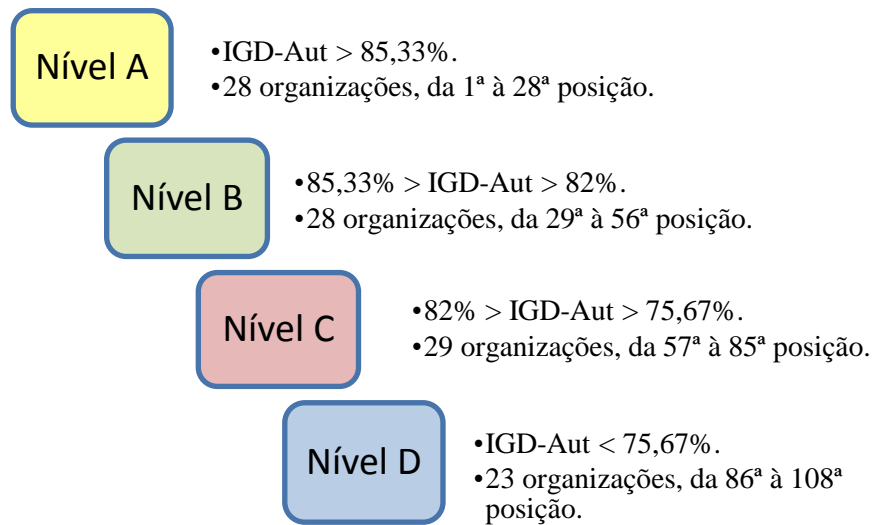 Nível A
•IGD-Aut > 85,33%.
•28 organizações, da 1ª à 28ª posição.
Nível B
•85,33% > IGD-Aut > 82%.
•28 organizações, da 29ª à 56ª posição.
Nível C
•82% > IGD-Aut > 75,67%.
•29 organizações, da 57ª à 85ª posição.
Nível D
•IGD-Aut < 75,67%.
•23 organizações, da 86ª à 108ª
posição.